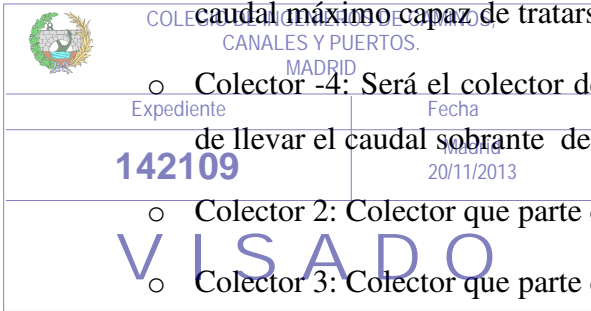 caudal máximo capaz de tratars
COLEGIO DE INGENIEROS DE CAMINOS,
CANALES Y PUERTOS.
MADRID
o Colector -4: Será el colector de
Expediente Fecha
de llevar el caudal sobrante de
Madrid
142109 20/11/2013
o Colector 2: Colector que parte
VISADO
o Colector 3: Colector que parte